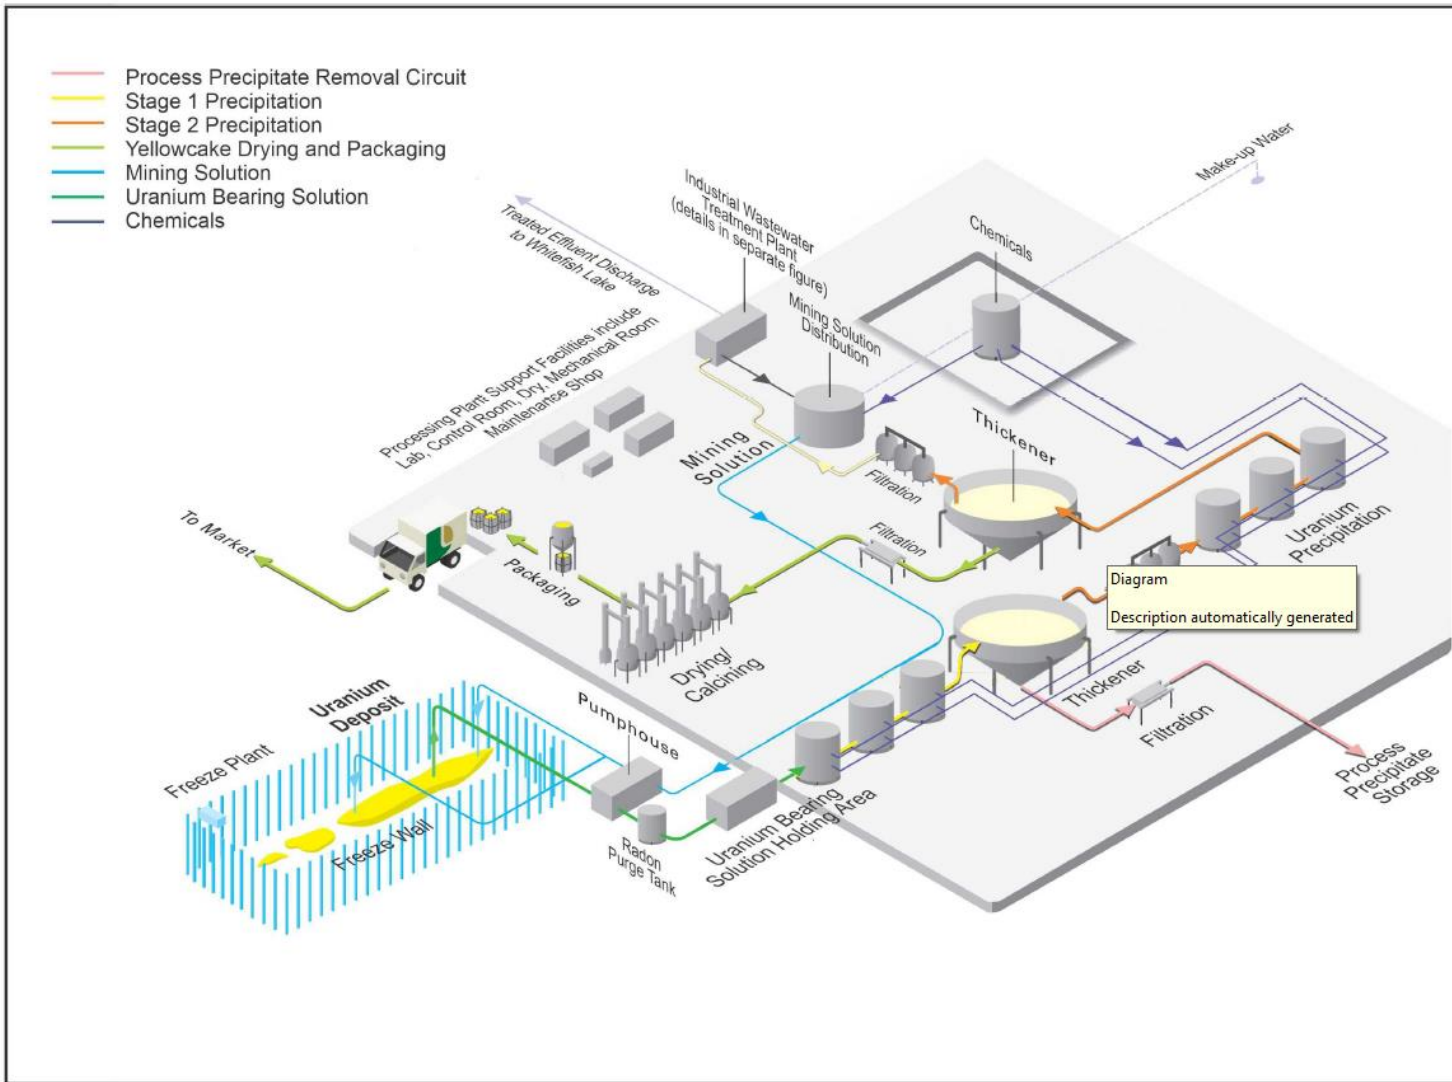 Process Precipitate Removal Circuit
Stage 1 Precipitation
Stage 2 Precipitation
Yellowcake Drying and Packaging
Mining Solution
Uranium Bearing Solution
Chemicals
Treated Effluent Discharge
to Whitefish Lake
Industrial Wastewater
Treatment Plant
(details in separate figure)
Mining Solution
Distribution
Chemicals
Make-up Water
Processing Plant Support Facilities include
Lab, Control Room, Dry, Mechanical Room
Maintenance Shop
Mining
Solution
Filtration
Thickener
Uranium
Precipitation
To Market
Packaging
Filtration
Drying/
Calcining
Diagram
Description automatically generated
Thickener
Filtration
Process
Precipitate
Storage
Uranium
Deposit
Pumphouse
Freeze Plant
Freeze Wall
Radon
Purge Tank
Uranium Bearing
Solution Holding Area